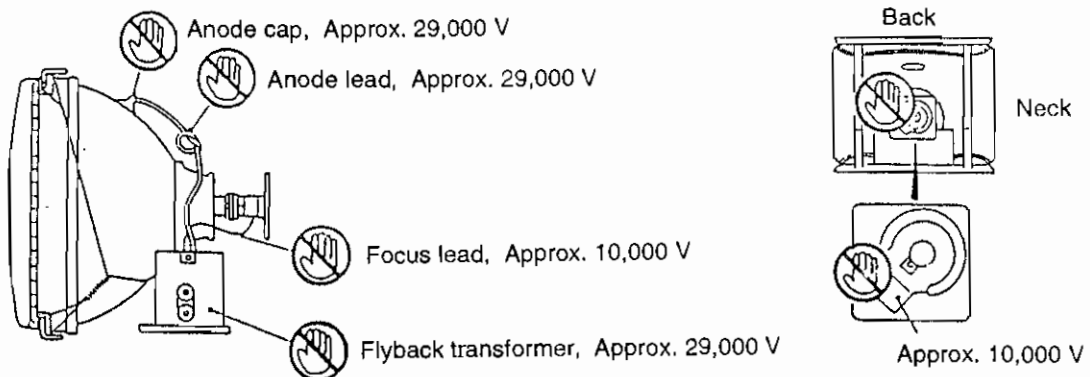 Anode cap, Approx. 29,000 V
Anode lead, Approx. 29,000 V
Focus lead, Approx. 10,000 V
Flyback transformer, Approx. 29,000 V
Back
Neck
Approx. 10,000 V